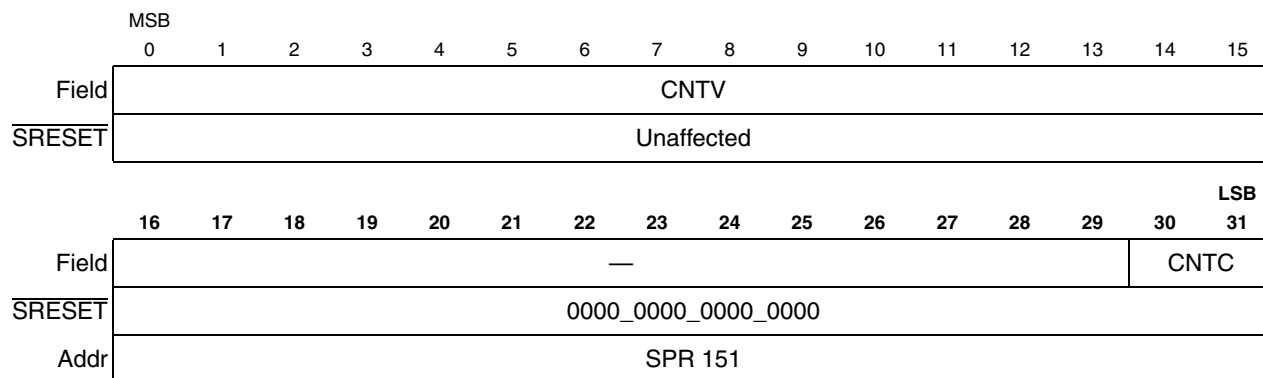 MSB
0 1 2 3 4 5 6 7 8 9 10 11 12 13 14 15
Field CNTV
SRESET Unaffected
LSB
16 17 18 19 20 21 22 23 24 25 26 27 28 29 30 31
Field — CNTC
SRESET 0000_0000_0000_0000
Addr SPR 151